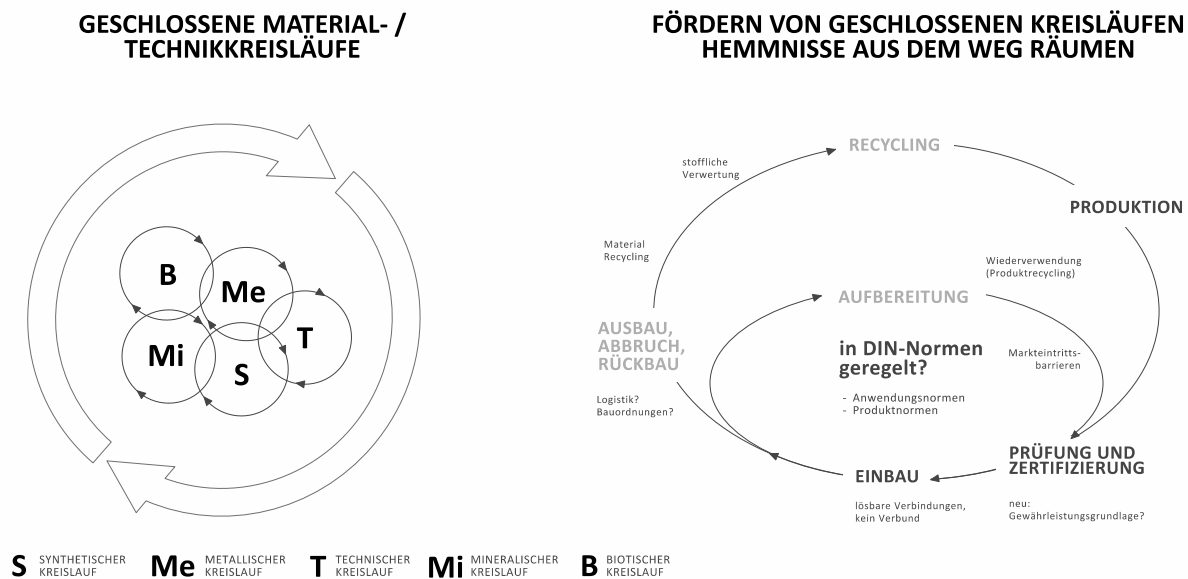 GESCHLOSSENE MATERIAL- /
TECHNIKKREISLÄUFE
B
Me
T
Mi
S
FÖRDERN VON GESCHLOSSENEN KREISLÄUFEN
HEMMNISSE AUS DEM WEG RÄUMEN
RECYCLING
stoffliche
Verwertung
PRODUKTION
Material
Recycling
Wiederverwendung
(Produktrecycling)
AUFBEREITUNG
AUSBAU,
ABBRUCH,
RÜCKBAU
in DIN-Normen
geregelt?
Markteintritts-
barrieren
- Anwendungsnormen
- Produktnormen
Logistik?
Bauordnungen?
PRÜFUNG UND
ZERTIFIZIERUNG
EINBAU
lösbare Verbindungen,
kein Verbund
neu:
Gewährleistungsgrundlage?
S SYNTHETISCHER
KREISLAUF
Me METALLISCHER
KREISLAUF
T TECHNISCHER
KREISLAUF
Mi MINERALISCHER
KREISLAUF
B BIOTISCHER
KREISLAUF